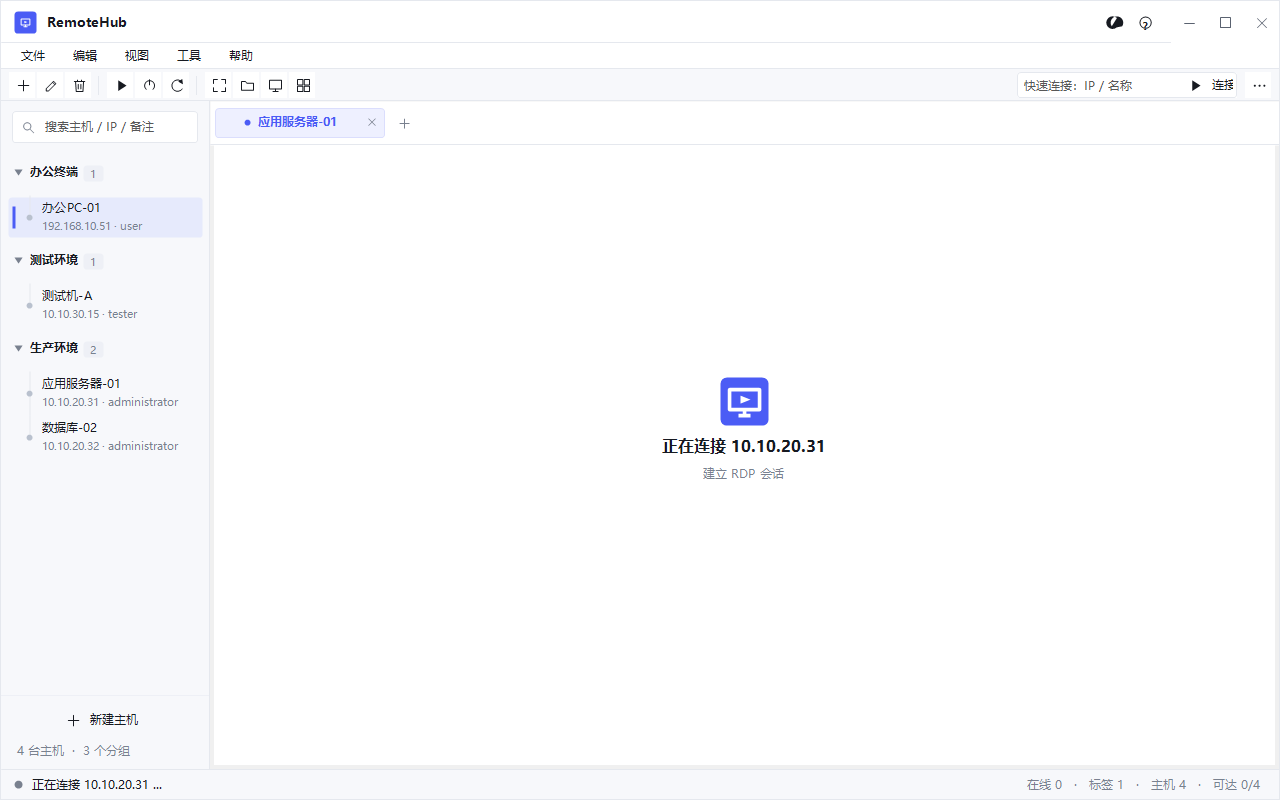 RemoteHub
文件 编辑 视图 工具 帮助
快速连接: IP / 名称 连接
搜索主机 / IP / 备注
应用服务器-01
办公终端 1
办公PC-01
192.168.10.51 · user
测试环境 1
测试机-A
10.10.30.15 · tester
生产环境 2
应用服务器-01
10.10.20.31 · administrator
数据库-02
10.10.20.32 · administrator
正在连接 10.10.20.31
建立 RDP 会话
新建主机
4 台主机 · 3 个分组
正在连接 10.10.20.31 ...
在线 0 · 标签 1 · 主机 4 · 可达 0/4